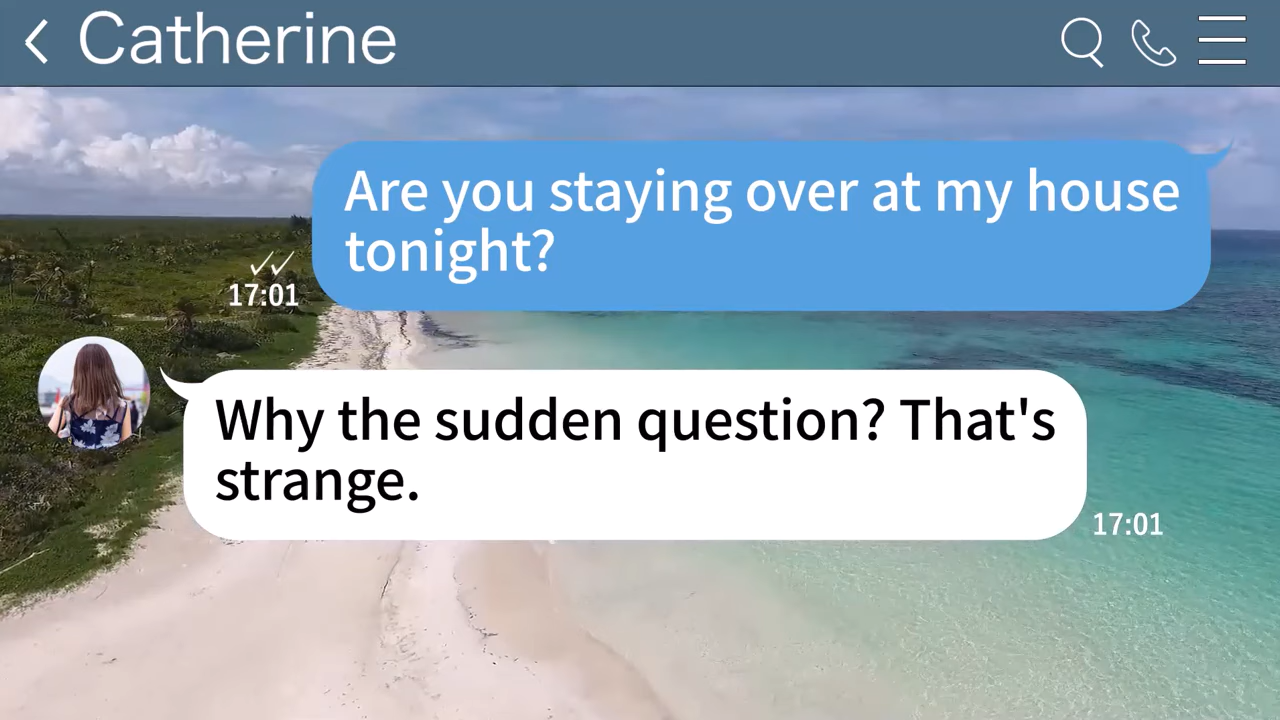 Catherine
Are you staying over at my house
tonight?
17:01
Why the sudden question? That's
strange.
17:01